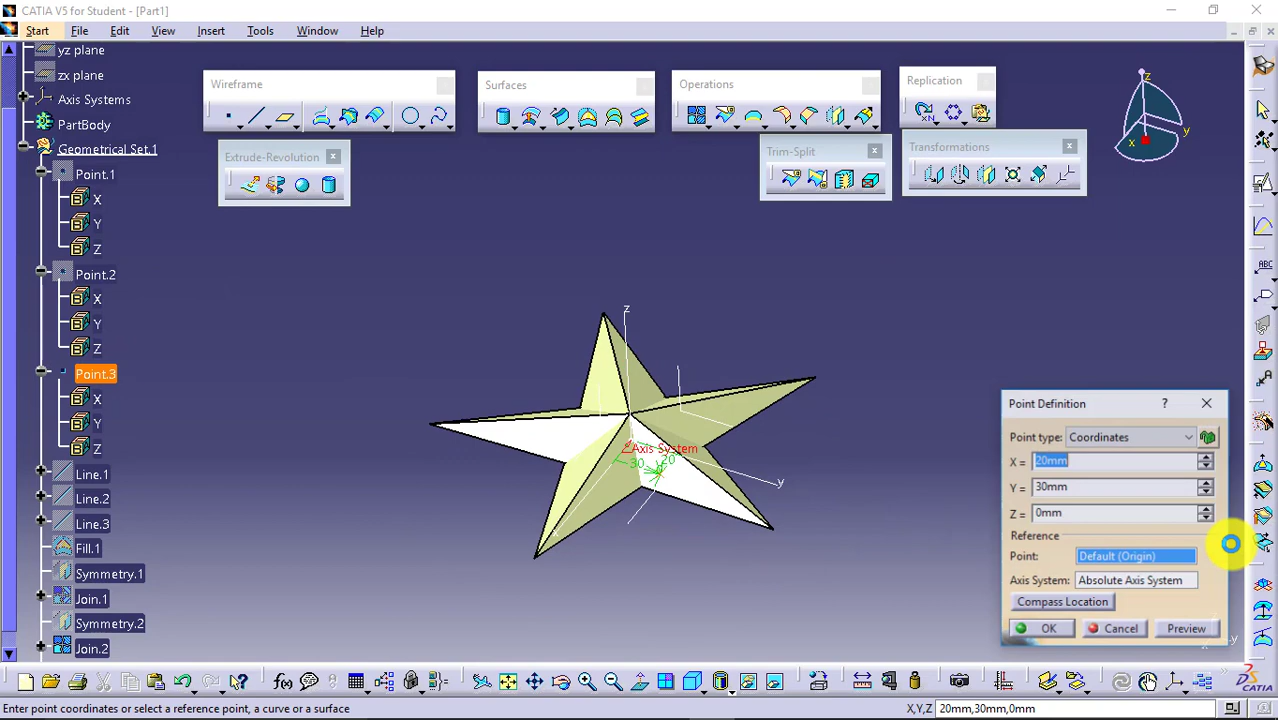 CATIA V5 for Student - [Part1]
Start File Edit View Insert Tools Window Help
yz plane
zx plane
Axis Systems
PartBody
Geometrical Set.1
Point.1
X
Y
Z
Point.2
X
Y
Z
Point.3
X
Y
Z
Line.1
Line.2
Line.3
Fill.1
Symmetry.1
Join.1
Symmetry.2
Join.2
Wireframe
Surfaces
Operations
Replication
Extrude-Revolution
Trim-Split
Transformations
z
y
x
z
Axis System
30
20
y
x
Point Definition
Point type: Coordinates
X = 20mm
Y = 30mm
Z = 0mm
Reference
Point: Default (Origin)
Axis System: Absolute Axis System
Compass Location
OK Cancel Preview
Enter point coordinates or select a reference point, a curve or a surface
X,Y,Z 20mm,30mm,0mm
CATIA